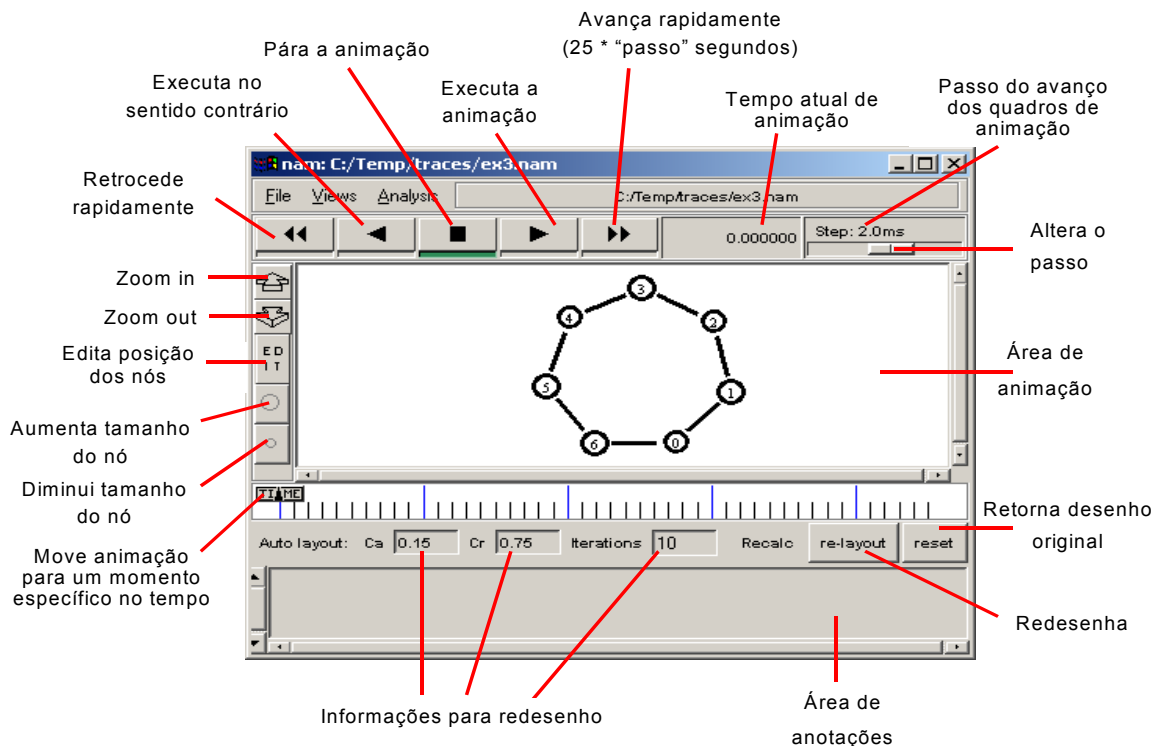 Avança rapidamente
(25 * “passo” segundos)
Pára a animação
Executa no
sentido contrário
Executa a
animação
Tempo atual de
animação
Passo do avanço
dos quadros de
animação
nam: C:/Temp/traces/ex3.nam
Retrocede
rapidamente
File Views Analysis C:/Temp/traces/ex3.nam
0.000000
Step: 2.0ms
Altera o
passo
Zoom in
Zoom out
Edita posição
dos nós
ED
IT
3
4
2
5
1
6
0
Área de
animação
Aumenta tamanho
do nó
Diminui tamanho
do nó
TIME
Retorna desenho
original
Move animação
para um momento
específico no tempo
Auto layout: Ca 0.15 Cr 0.75 Iterations 10 Recalc re-layout reset
Redesenha
Informações para redesenho
Área de
anotações